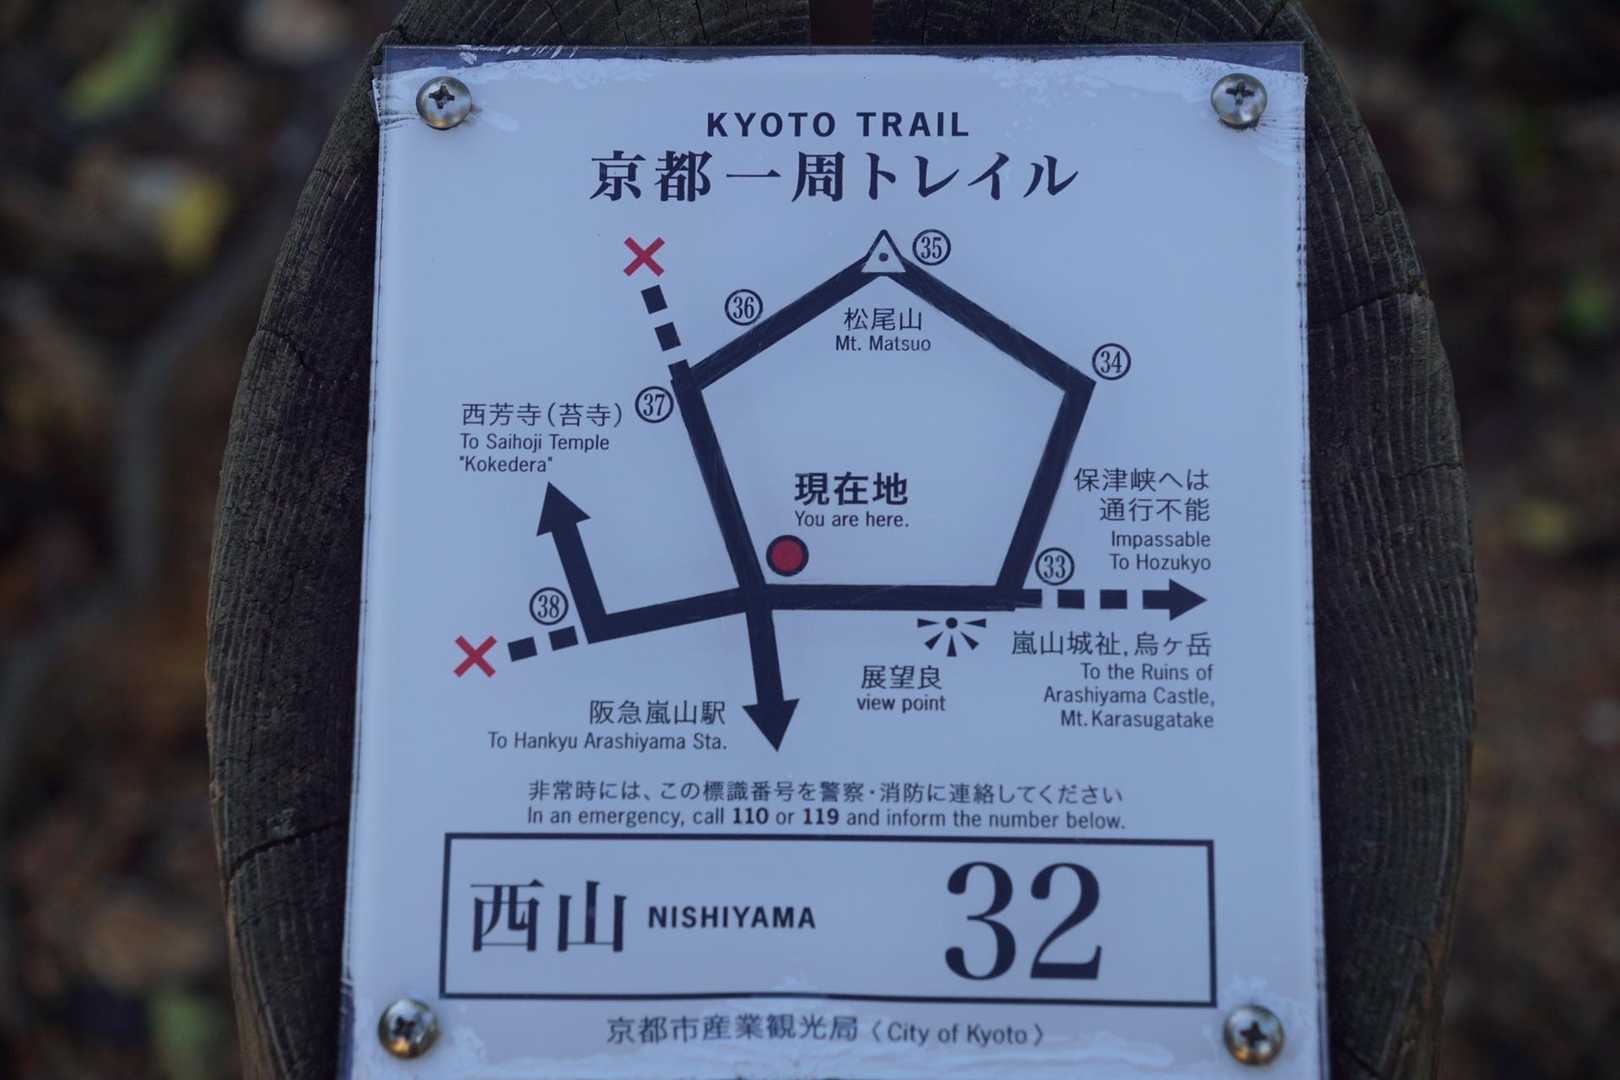 KYOTO TRAIL
京都一周トレイル
35
36
松尾山
Mt. Matsuo
34
37
西芳寺(苔寺)
To Saihoji Temple
"Kokedera"
現在地
You are here.
保津峡へは
通行不能
Impassable
To Hozukyo
33
38
嵐山城祉,烏ヶ岳
To the Ruins of
Arashiyama Castle,
Mt.Karasugatake
展望良
view point
阪急嵐山駅
To Hankyu Arashiyama Sta.
非常時には、この標識番号を警察・消防に連絡してください
In an emergency, call 110 or 119 and inform the number below.
西山 NISHIYAMA 32
京都市産業観光局〈City of Kyoto〉